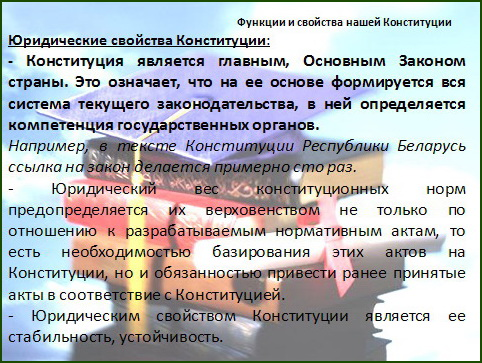 Функции и свойства нашей Конституции
Юридические свойства Конституции:
- Конституция является главным, Основным Законом
страны. Это означает, что на ее основе формируется вся
система текущего законодательства, в ней определяется
компетенция государственных органов.
Например, в тексте Конституции Республики Беларусь
ссылка на закон делается примерно сто раз.
- Юридический вес конституционных норм
предопределяется их верховенством не только по
отношению к разрабатываемым нормативным актам, то
есть необходимостью базирования этих актов на
Конституции, но и обязанностью привести ранее принятые
акты в соответствие с Конституцией.
- Юридическим свойством Конституции является ее
стабильность, устойчивость.